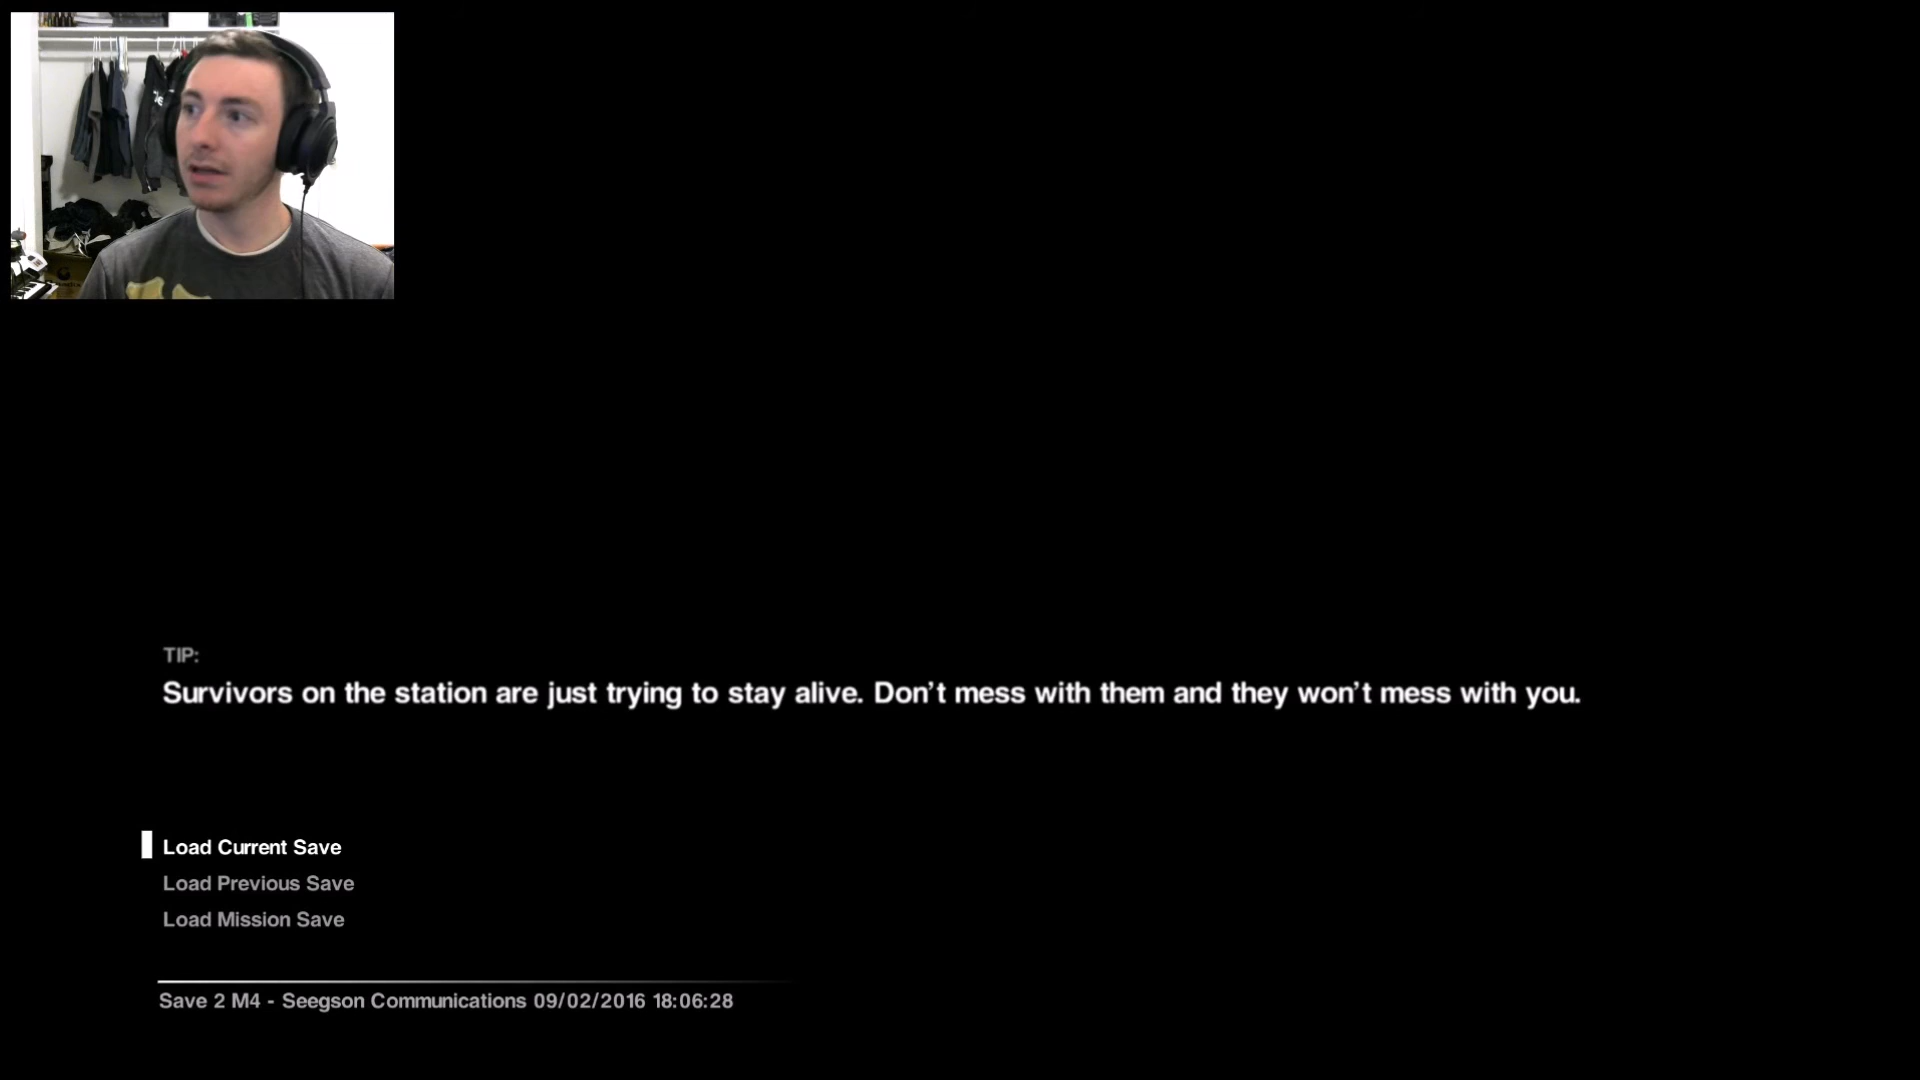 TIP:
Survivors on the station are just trying to stay alive. Don't mess with them and they won't mess with you.
Load Current Save
Load Previous Save
Load Mission Save
Save 2 M4 - Seegson Communications 09/02/2016 18:06:28